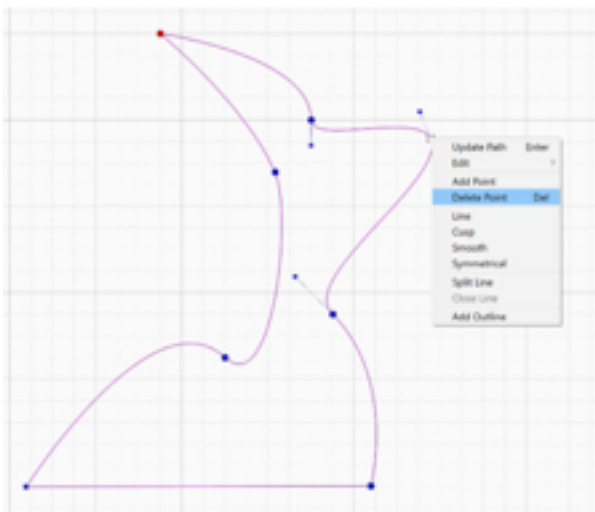 Update Path Enter
Edit
Add Point
Delete Point Del
Line
Cusp
Smooth
Symmetrical
Split Line
Close Line
Add Outline